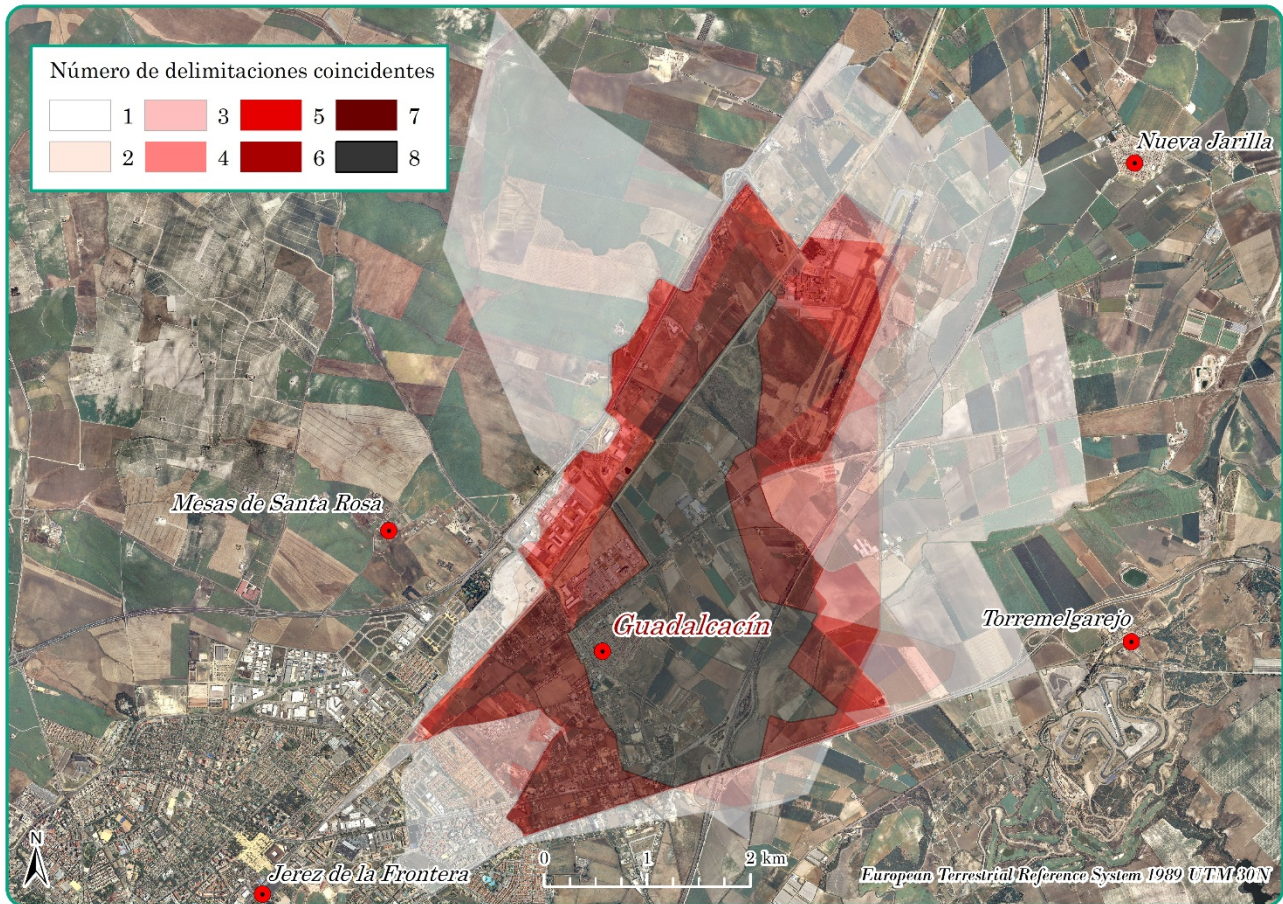 Número de delimitaciones coincidentes
1 3 5 7
2 4 6 8
Nueva Jarilla
Mesas de Santa Rosa
Guadalcacín
Torremelgarejo
Jerez de la Frontera
N
0 1 2 km
European Terrestrial Reference System 1989 UTM 30N